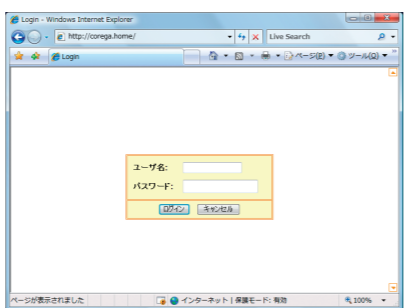 Login - Windows Internet Explorer
http://corega.home/
Live Search
Login
ページ(P)
ツール(O)
ユーザ名:
パスワード:
ログイン
キャンセル
ページが表示されました
インターネット | 保護モード: 有効
100%